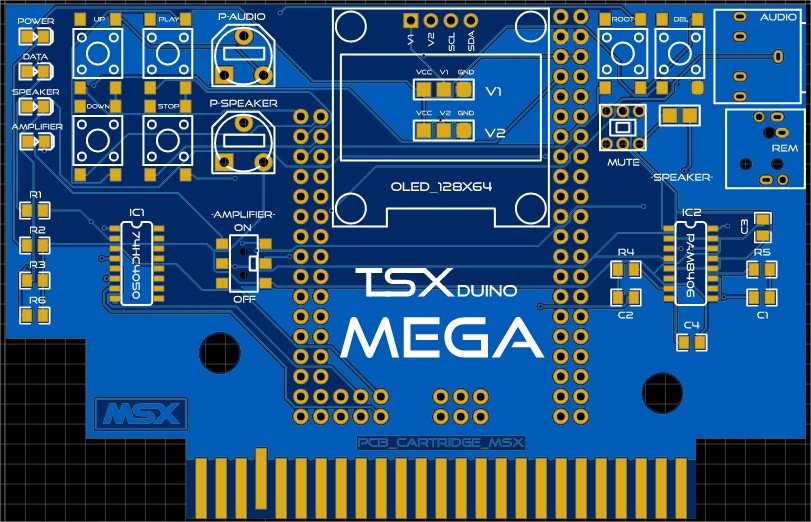 POWER
DATA
SPEAKER
AMPLIFIER
UP
PLAY
DOWN
STOP
P-AUDIO
P-SPEAKER
V1
V2
SCL
SDA
VCC V1 GND
V1
VCC V2 GND
V2
OLED_128X64
ROOT
DEL
AUDIO
REM
MUTE
-SPEAKER-
R1
R2
R3
R6
IC1
74HC4050
-AMPLIFIER-
ON
OFF
TSXDUINO
MEGA
IC2
PAM8406
C3
R4
C2
R5
C1
C4
MSX
PCB_CARTRIDGE_MSX